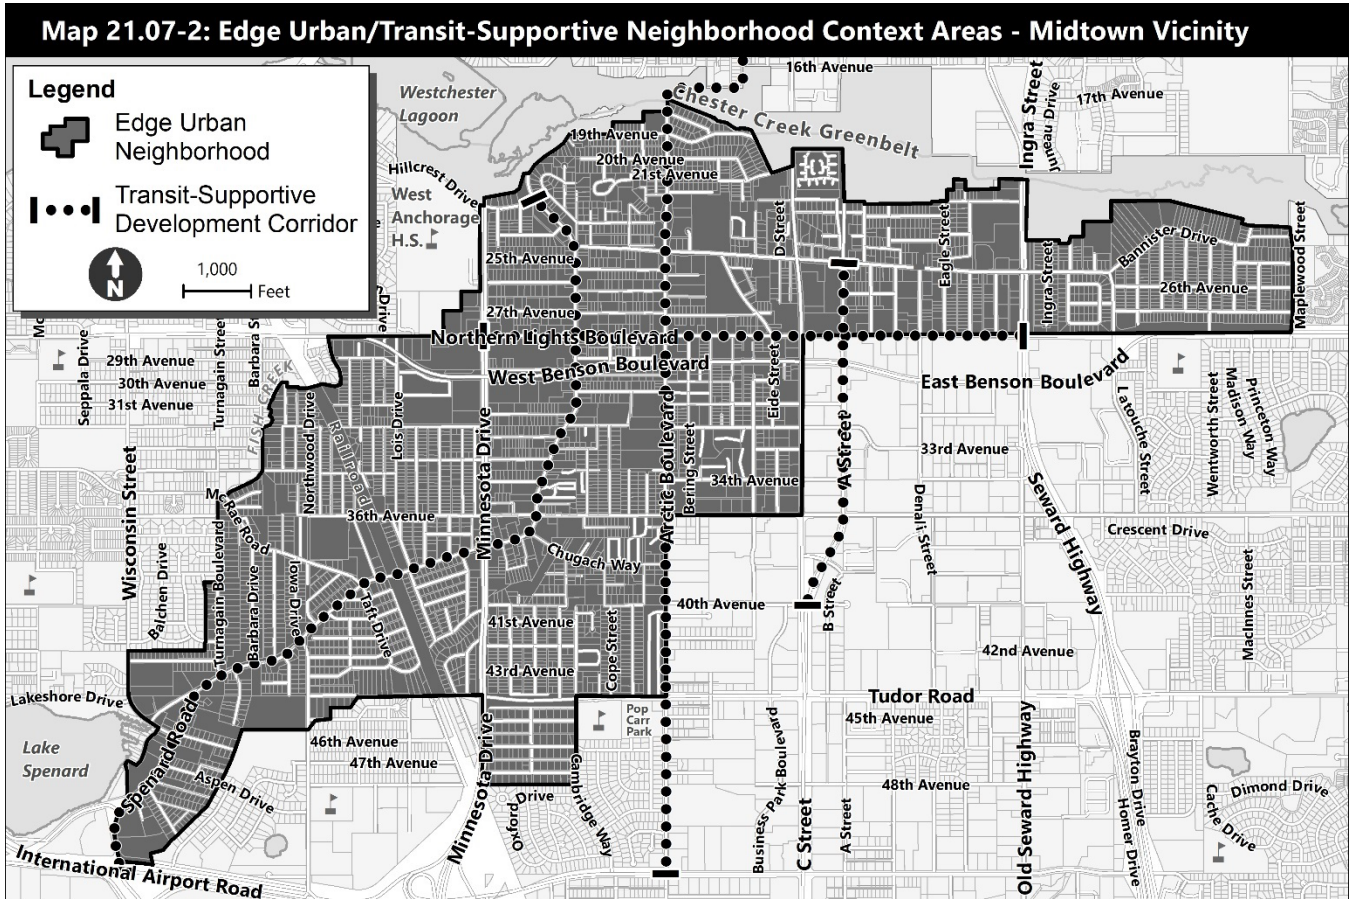 Map 21.07-2: Edge Urban/Transit-Supportive Neighborhood Context Areas - Midtown Vicinity
Legend
Edge Urban
Neighborhood
Transit-Supportive
Development Corridor
N
1,000
Feet
16th Avenue
17th Avenue
Ingra Street
Juneau Drive
Westchester
Lagoon
Chester Creek Greenbelt
19th Avenue
20th Avenue
21st Avenue
Hillcrest Drive
West
Anchorage
H.S.
D Street
Eagle Street
Ingra Street
Bannister Drive
Maplewood Street
25th Avenue
26th Avenue
27th Avenue
Northern Lights Boulevard
West Benson Boulevard
East Benson Boulevard
Drive
Seppala Drive
29th Avenue
30th Avenue
31st Avenue
Turnagain Street
Barbara St
FISH CREEK
Northwood Drive
Railroad
Lois Drive
Minnesota Drive
Arctic Boulevard
Eide Street
Bering Street
34th Avenue
A Street
33rd Avenue
Latouche Street
Wentworth Street
Madison Way
Princeton Way
Wisconsin Street
McRae Road
36th Avenue
Denali Street
Seward Highway
Crescent Drive
Balchen Drive
Turnagain Boulevard
Barbara Drive
Iowa Drive
Taft Drive
Chugach Way
40th Avenue
B Street
MacInnes Street
41st Avenue
Cope Street
42nd Avenue
43rd Avenue
Lakeshore Drive
Tudor Road
Lake
Spenard
Spenard Road
46th Avenue
47th Avenue
Minnesota Drive
Pop
Carr
Park
45th Avenue
48th Avenue
Business Park Boulevard
C Street
A Street
Old Seward Highway
Brayton Drive
Homer Drive
Dimond Drive
Cache Drive
Aspen Drive
Oxford Drive
Cambridge Way
International Airport Road